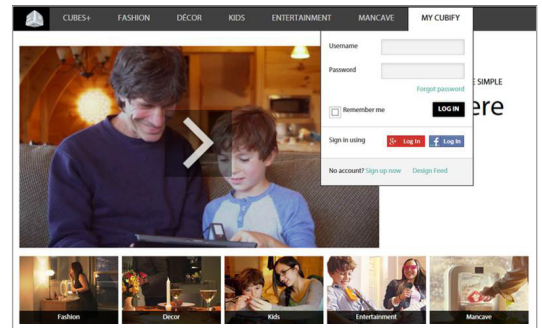 CUBES+ FASHION DÉCOR KIDS ENTERTAINMENT MANCAVE MY CUBIFY
Username
Password
Forgot password
Remember me LOG IN
Sign in using Log In Log In
No account? Sign up now Design Feed
SIMPLE
ere
Fashion Decor Kids Entertainment Mancave